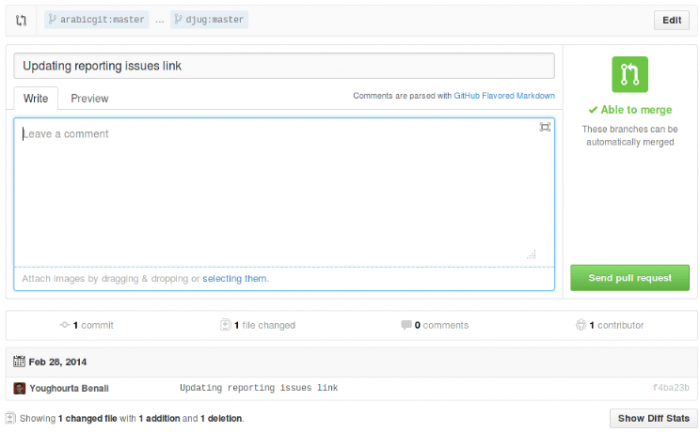 arabicgit:master ... djug:master Edit
Updating reporting issues link
Write Preview Comments are parsed with GitHub Flavored Markdown
Leave a comment
Attach images by dragging & dropping or selecting them.
Able to merge
These branches can be
automatically merged
Send pull request
1 commit 1 file changed 0 comments 1 contributor
Feb 28, 2014
Youghourta Benali Updating reporting issues link f4ba23b
Showing 1 changed file with 1 addition and 1 deletion. Show Diff Stats